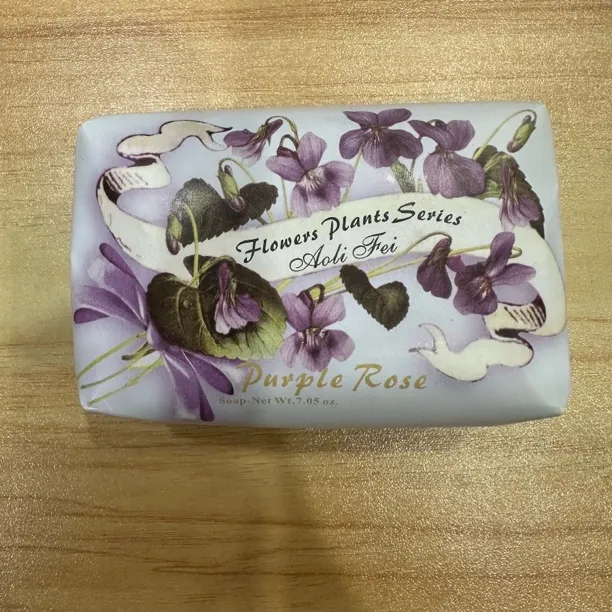 Flowers Plants Series
Aoli Fei
Purple Rose
Soap-Net Wt.7.05 oz.